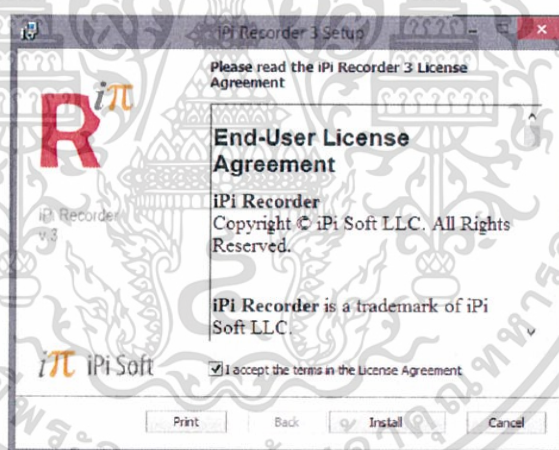 iPi Recorder 3 Setup
Please read the iPi Recorder 3 License
Agreement
R iπ
End-User License
Agreement
iPi Recorder
Copyright © iPi Soft LLC. All Rights
Reserved.
iPi Recorder
v.3
iPi Recorder is a trademark of iPi
Soft LLC.
iπ iPi Soft
I accept the terms in the License Agreement
Print Back Install Cancel